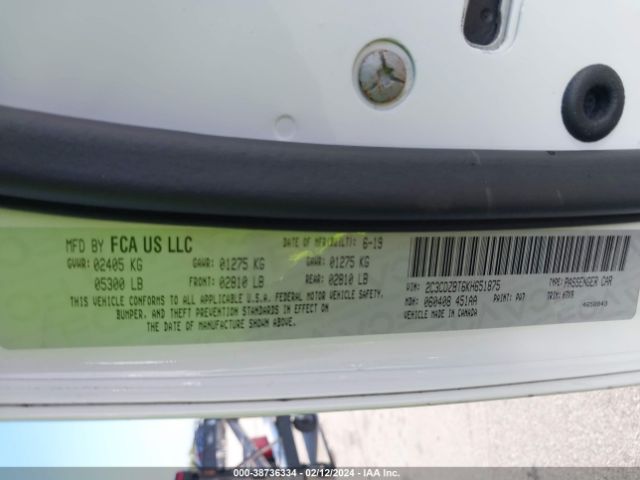 MFD BY FCA US LLC DATE OF MFR(BUILT): 6-19
GVWR: 02405 KG GAWR: 01275 KG GAWR: 01275 KG
05300 LB FRONT: 02810 LB REAR: 02810 LB
THIS VEHICLE CONFORMS TO ALL APPLICABLE U.S.A. FEDERAL MOTOR VEHICLE SAFETY,
BUMPER, AND THEFT PREVENTION STANDARDS IN EFFECT ON
THE DATE OF MANUFACTURE SHOWN ABOVE.
VIN: 2C3CDZBT6KH651875 TYPE: PASSENGER CAR
MDH: 060408 451AA PAINT: PW7 TRIM:
VEHICLE MADE IN CANADA
000-38736334 — 02/12/2024 — IAA Inc.